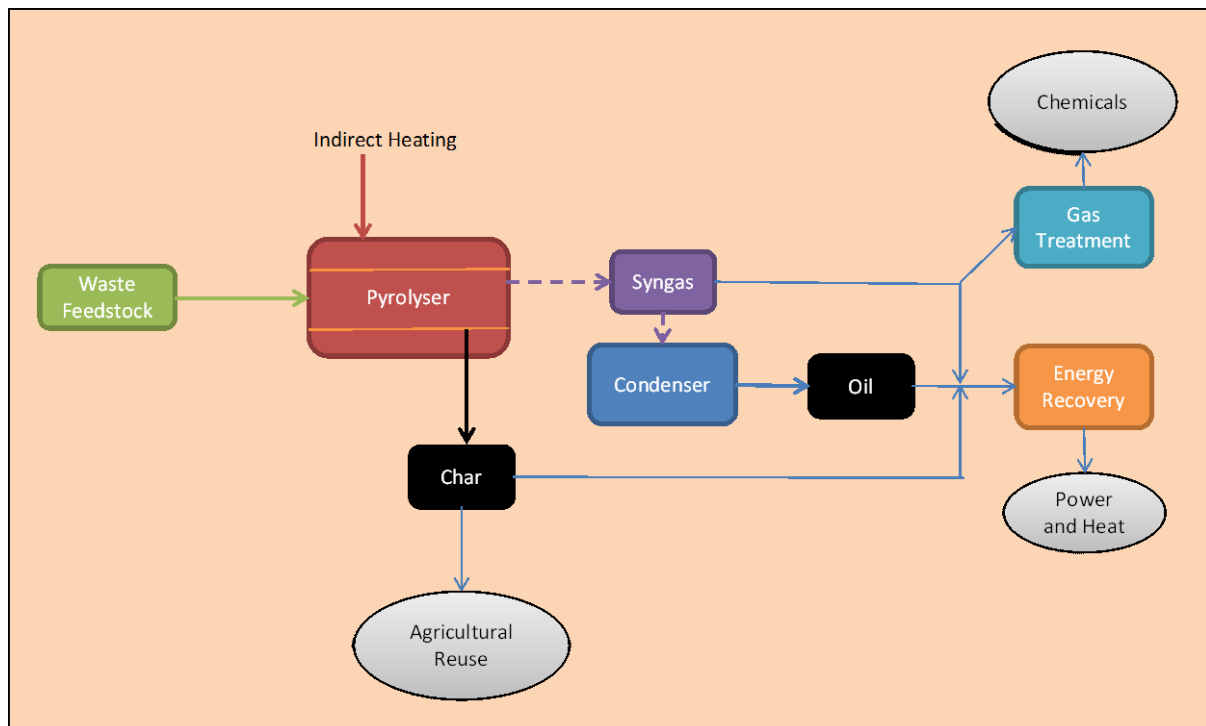 Chemicals
Indirect Heating
Gas
Treatment
Waste
Feedstock
Pyrolyser
Syngas
Condenser
Oil
Energy
Recovery
Char
Power
and Heat
Agricultural
Reuse